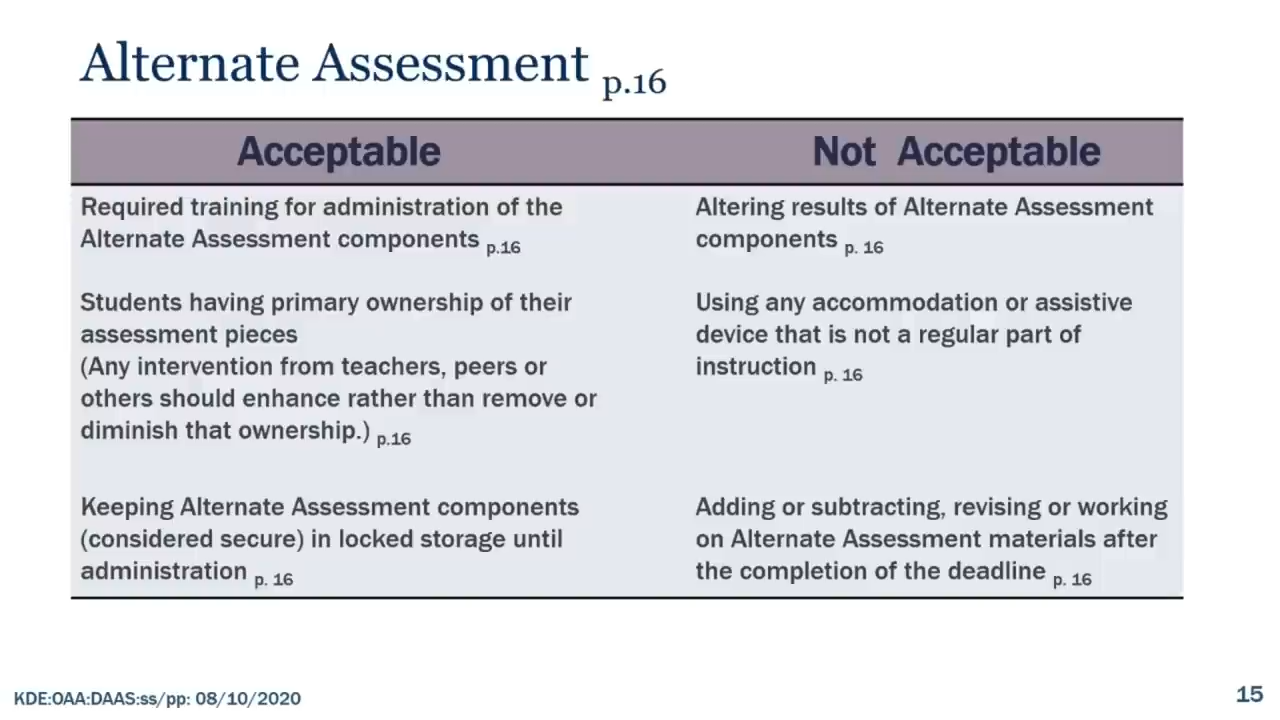 Alternate Assessment p.16
Acceptable
Not Acceptable
Required training for administration of the
Alternate Assessment components p.16
Altering results of Alternate Assessment
components p. 16
Students having primary ownership of their
assessment pieces
(Any intervention from teachers, peers or
others should enhance rather than remove or
diminish that ownership.) p.16
Using any accommodation or assistive
device that is not a regular part of
instruction p. 16
Keeping Alternate Assessment components
(considered secure) in locked storage until
administration p. 16
Adding or subtracting, revising or working
on Alternate Assessment materials after
the completion of the deadline p. 16
KDE:OAA:DAAS:ss/pp: 08/10/2020
15